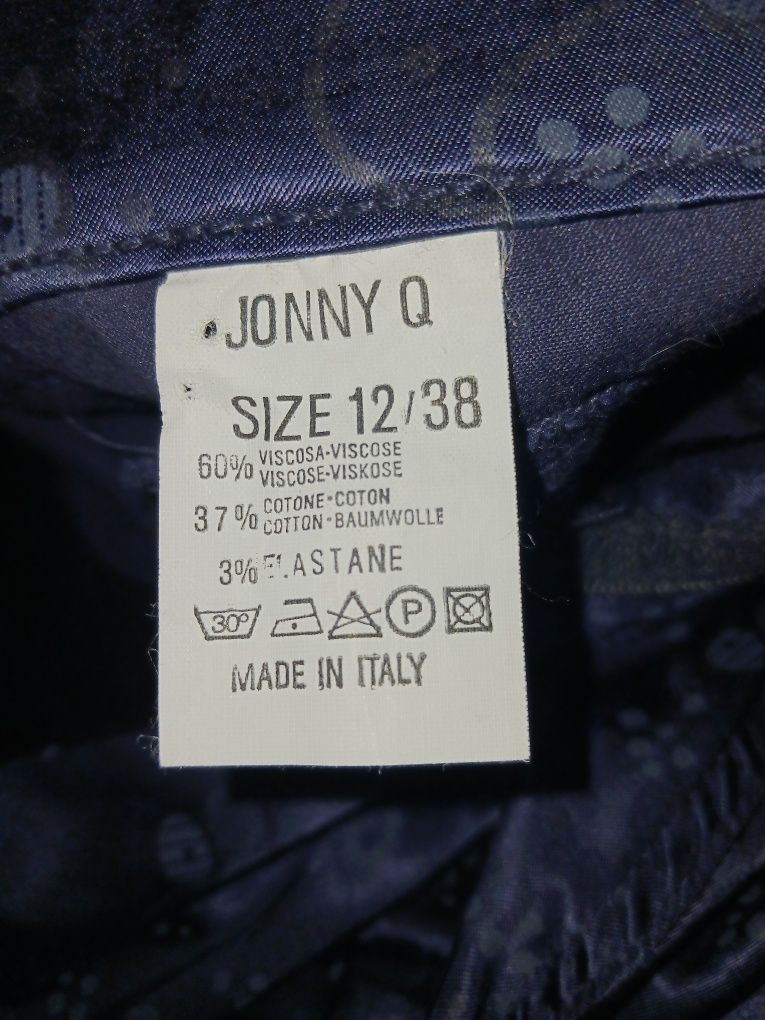 JONNY Q
SIZE 12/38
60% VISCOSA-VISCOSE
VISCOSE-VISKOSE
37% COTONE-COTON
COTTON-BAUMWOLLE
3% ELASTANE
30° P
MADE IN ITALY